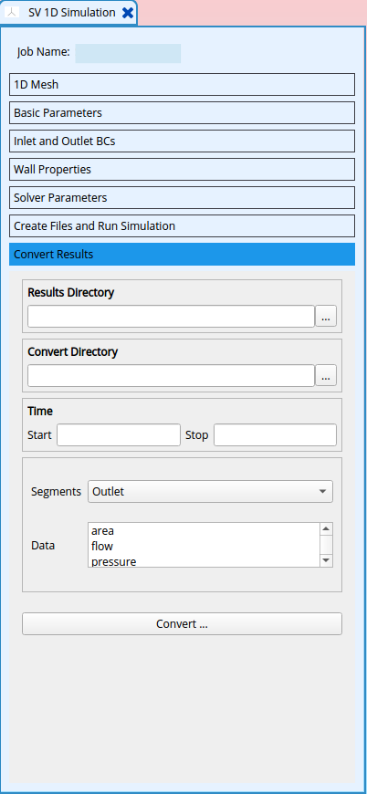 SV 1D Simulation
Job Name:
1D Mesh
Basic Parameters
Inlet and Outlet BCs
Wall Properties
Solver Parameters
Create Files and Run Simulation
Convert Results
Results Directory
...
Convert Directory
...
Time
Start Stop
Segments Outlet
area
flow
Data
pressure
Convert ...